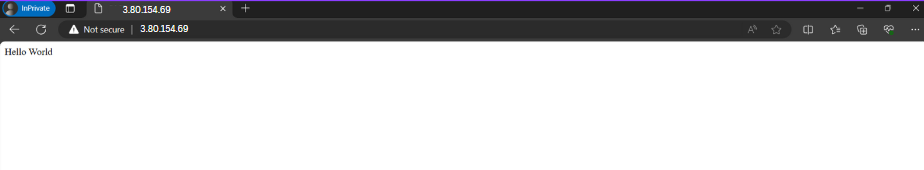 InPrivate
3.80.154.69
Not secure
3.80.154.69
Hello World